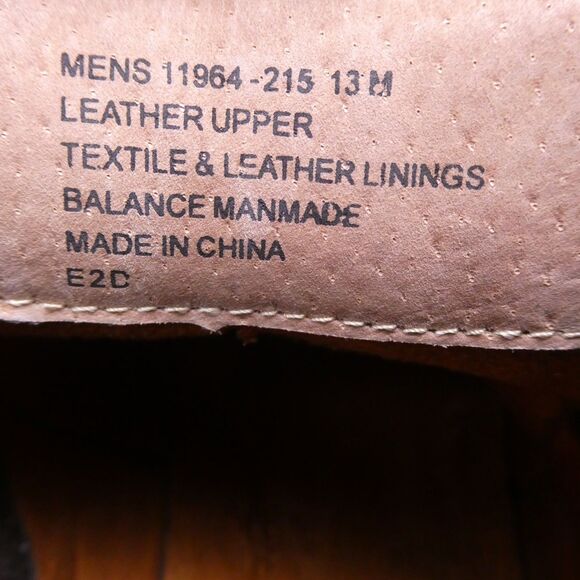 MENS 11964-215 13 M
LEATHER UPPER
TEXTILE & LEATHER LININGS
BALANCE MANMADE
MADE IN CHINA
E2D